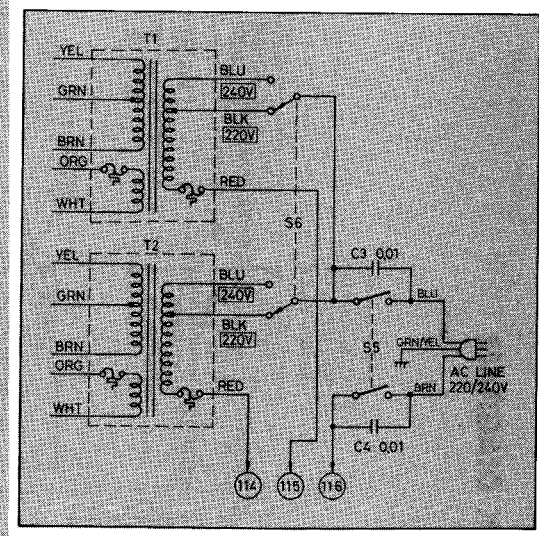 T1
YEL
BLU
240V
GRN
BLK
220V
BRN
ORG
RED
WHT
S6
T2
YEL
C3 0.01
BLU
240V
BLU
GRN
BLK
220V
GRN/YEL
BRN
S5
AC LINE
220/240V
ORG
RED
BRN
WHT
C4 0.01
114 115 116